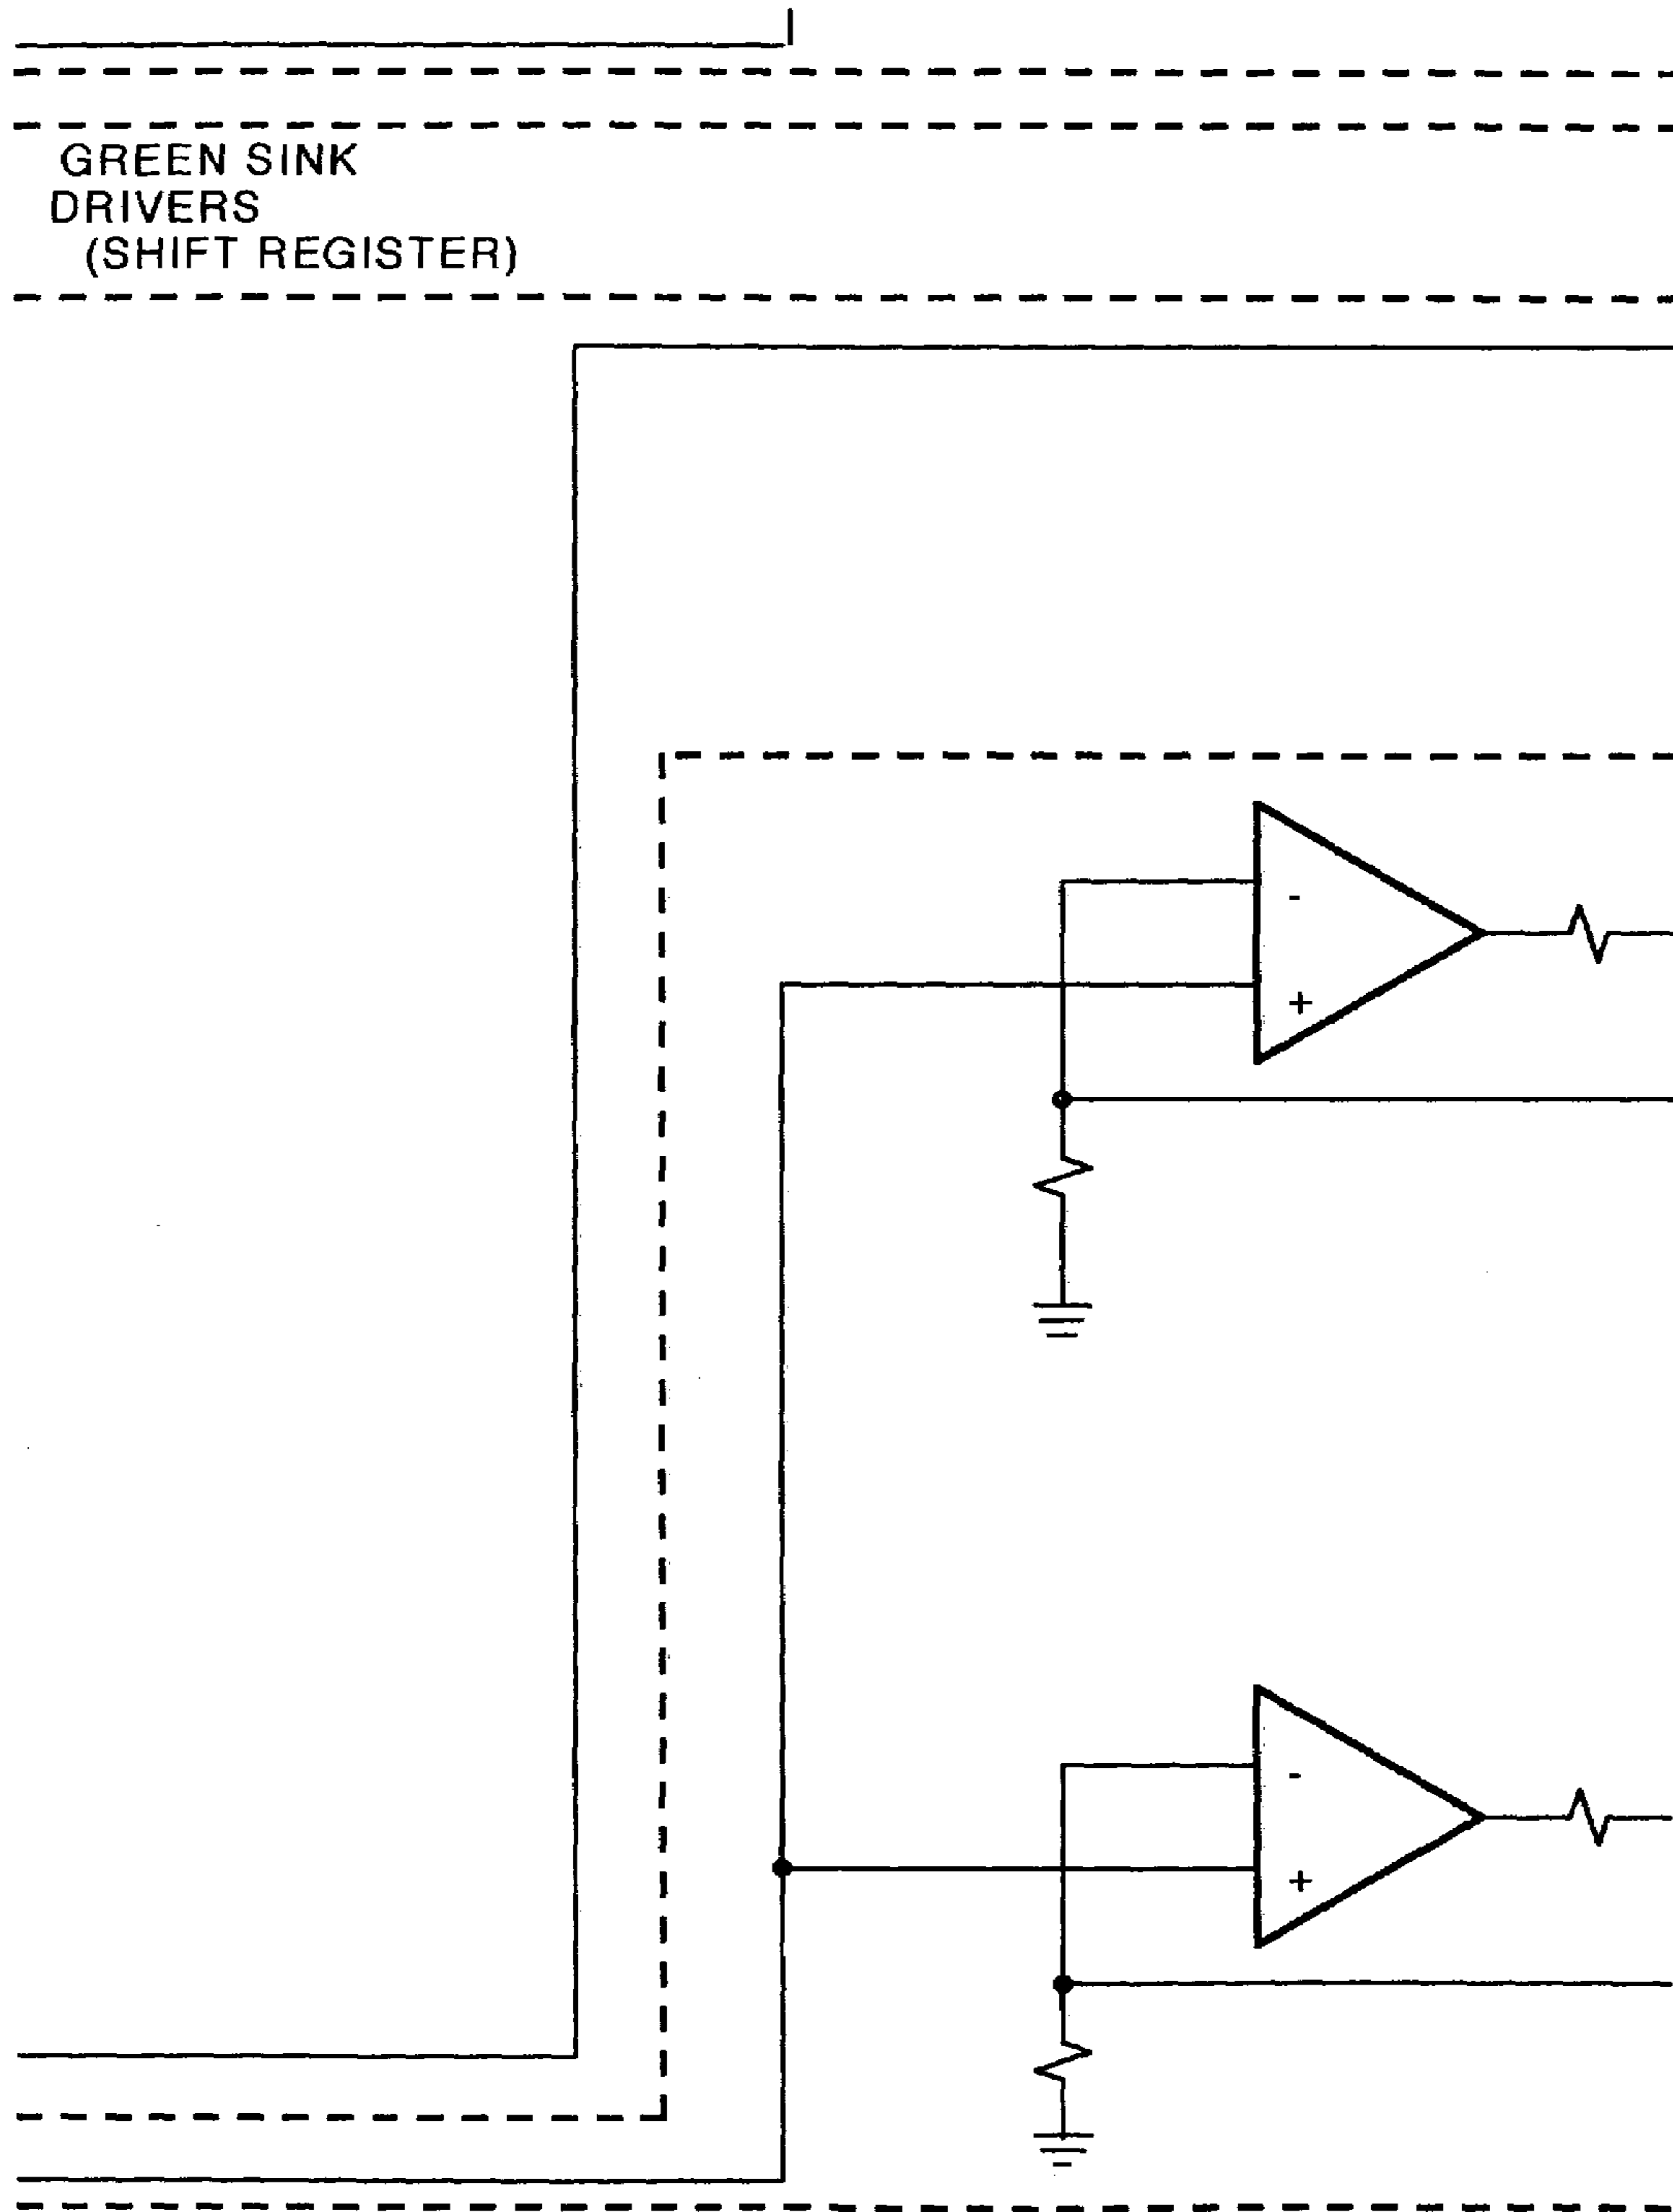 GREEN SINK
DRIVERS
(SHIFT REGISTER)
-
+
-
+